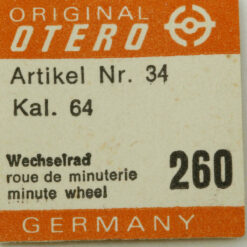 ORIGINAL
OTERO
Artikel Nr. 34
Kal. 64
Wechselrad
roue de minuterie
minute wheel
260
GERMANY